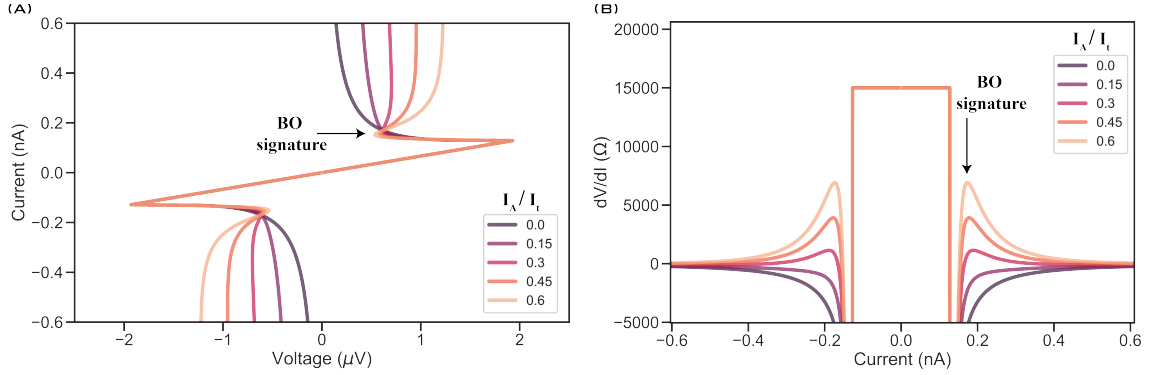 (A)
0.6
0.4
0.2
0.0
−0.2
−0.4
−0.6
Current (nA)
BO
signature
I_A / I_t
0.0
0.15
0.3
0.45
0.6
−2
−1
0
1
2
Voltage (μV)
(B)
20000
15000
10000
5000
0
−5000
dV/dI (Ω)
BO
signature
I_A / I_t
0.0
0.15
0.3
0.45
0.6
−0.6
−0.4
−0.2
0.0
0.2
0.4
0.6
Current (nA)